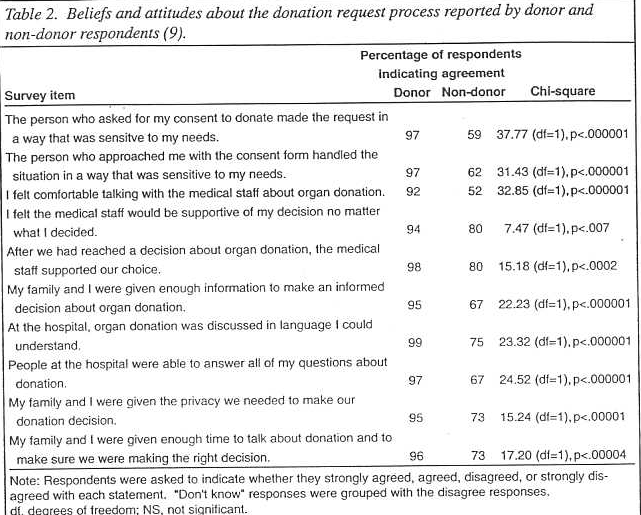 Table 2. Beliefs and attitudes about the donation request process reported by donor and
non-donor respondents (9).
Percentage of respondents
Indicating agreement
Survey item Donor Non-donor Chi-square
The person who asked for my consent to donate made the request in
a way that was sensitve to my needs. 97 59 37.77 (df=1),p<.000001
The person who approached me with the consent form handled the
situation in a way that was sensitive to my needs. 97 62 31.43 (df=1),p<.000001
I felt comfortable talking with the medical staff about organ donation. 92 52 32.85 (df=1),p<.000001
I felt the medical staff would be supportive of my decision no matter
what I decided. 94 80 7.47 (df=1),p<.007
After we had reached a decision about organ donation, the medical
staff supported our choice. 98 80 15.18 (df=1),p<.0002
My family and I were given enough information to make an informed
decision about organ donation. 95 67 22.23 (df=1),p<.000001
At the hospital, organ donation was discussed in language I could
understand. 99 75 23.32 (df=1),p<.000001
People at the hospital were able to answer all of my questions about
donation. 97 67 24.52 (df=1),p<.000001
My family and I were given the privacy we needed to make our
donation decision. 95 73 15.24 (df=1),p<.00001
My family and I were given enough time to talk about donation and to
make sure we were making the right decision. 96 73 17.20 (df=1),p<.00004
Note: Respondents were asked to indicate whether they strongly agreed, agreed, disagreed, or strongly dis-
agreed with each statement. "Don't know" responses were grouped with the disagree responses.
df, degrees of freedom; NS, not significant.